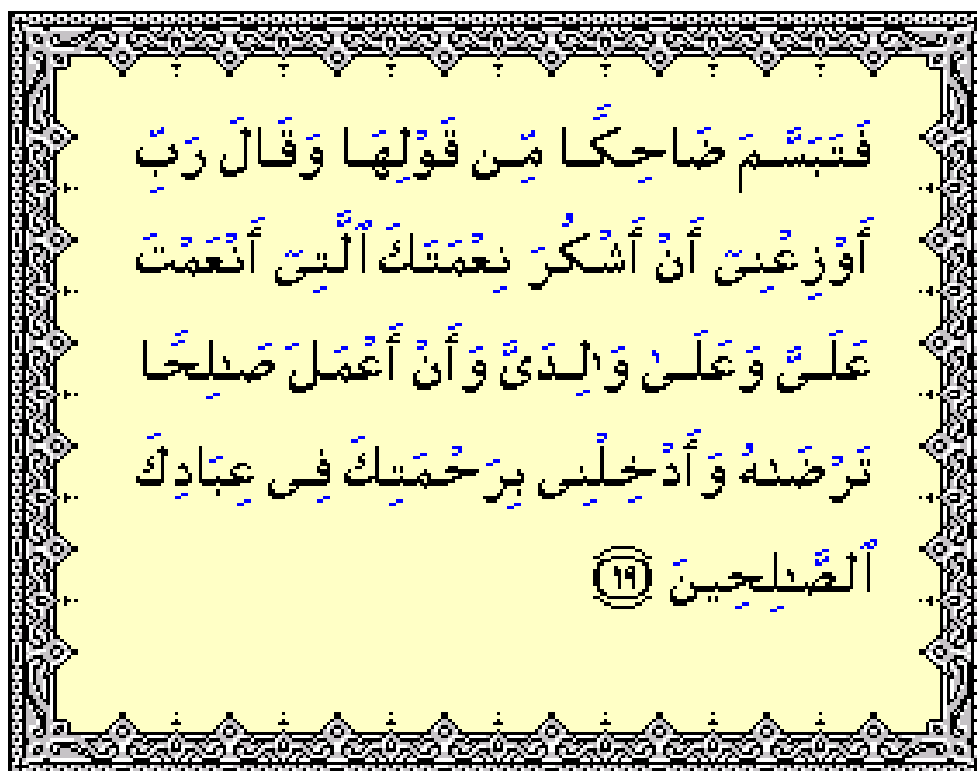 فَتَبَسَّمَ ضَاحِكًا مِّن قَوْلِهَا وَقَالَ رَبِّ
أَوْزِعْنِىٓ أَنْ أَشْكُرَ نِعْمَتَكَ ٱلَّتِىٓ أَنْعَمْتَ
عَلَىَّ وَعَلَىٰ وَٰلِدَىَّ وَأَنْ أَعْمَلَ صَـٰلِحًا
تَرْضَىٰهُ وَأَدْخِلْنِى بِرَحْمَتِكَ فِى عِبَادِكَ
ٱلصَّـٰلِحِينَ ١٩